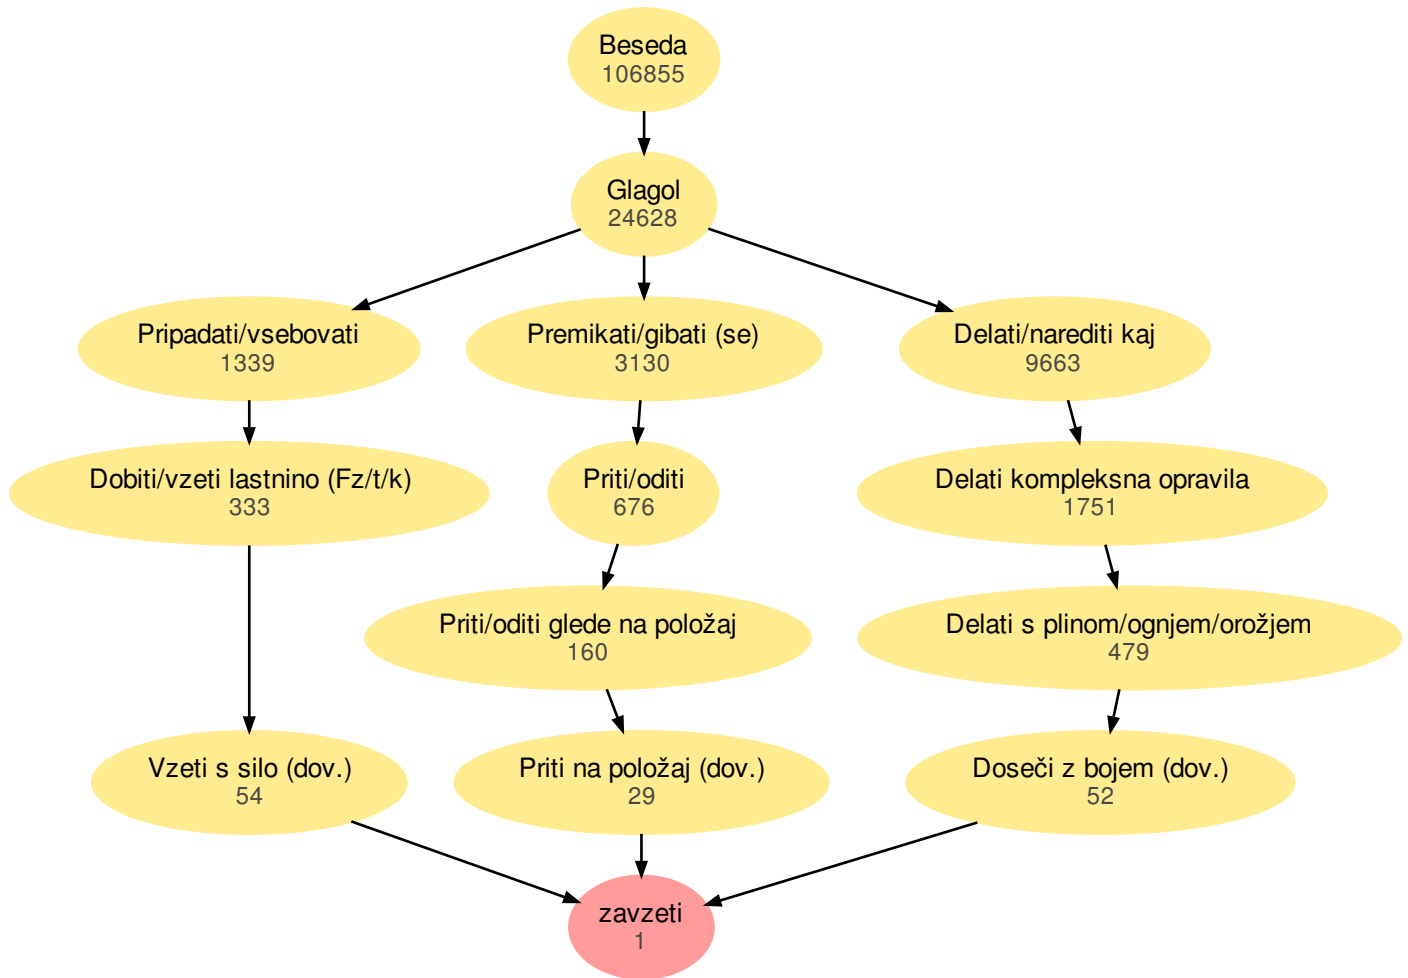 Beseda
106855
Glagol
24628
Pripadati/vsebovati
1339
Premikati/gibati (se)
3130
Delati/narediti kaj
9663
Dobiti/vzeti lastnino (Fz/t/k)
333
Priti/oditi
676
Delati kompleksna opravila
1751
Priti/oditi glede na položaj
160
Delati s plinom/ognjem/orožjem
479
Vzeti s silo (dov.)
54
Priti na položaj (dov.)
29
Doseči z bojem (dov.)
52
zavzeti
1